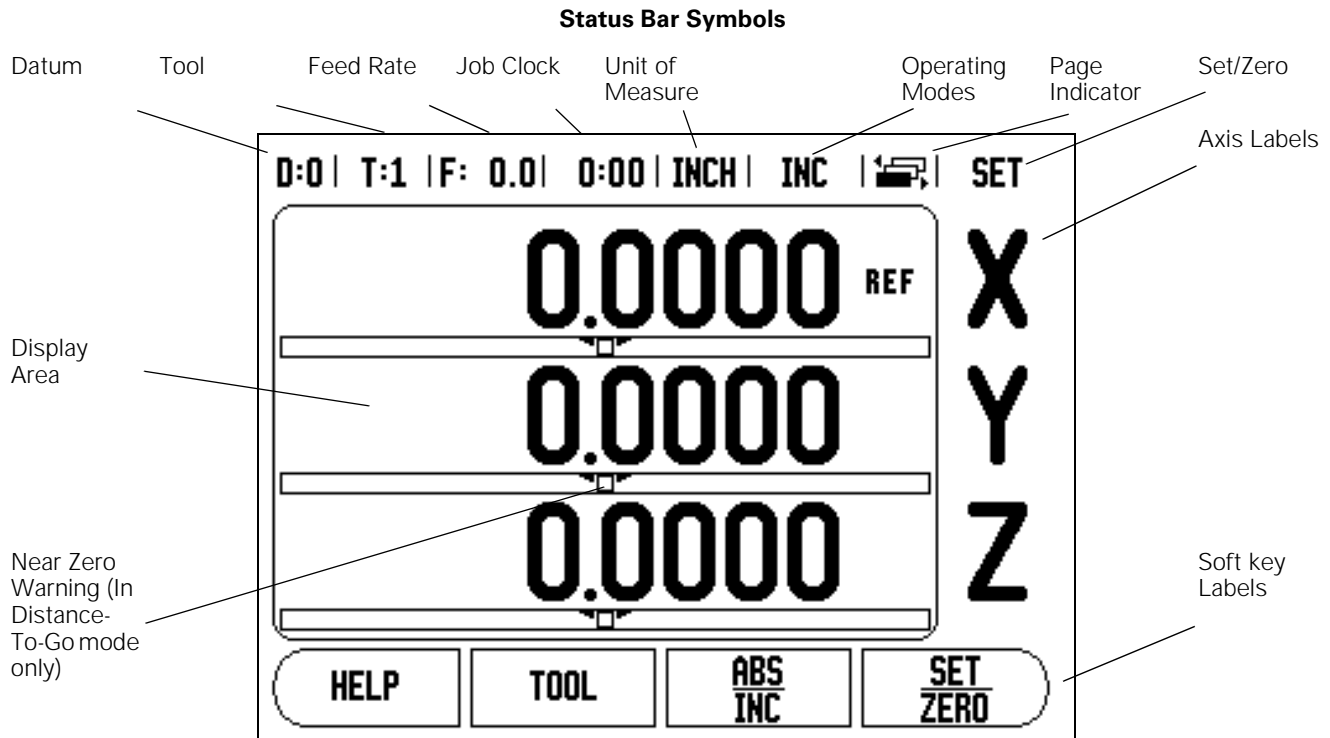 Status Bar Symbols
Datum
Tool
Feed Rate
Job Clock
Unit of
Measure
Operating
Modes
Page
Indicator
Set/Zero
Axis Labels
D:0 | T:1 | F: 0.0 | 0:00 | INCH | INC | | SET
0.0000 REF X
Display
Area
0.0000 Y
Near Zero
Warning (In
Distance-
To-Go mode
only)
0.0000 Z
Soft key
Labels
HELP
TOOL
ABS
INC
SET
ZERO